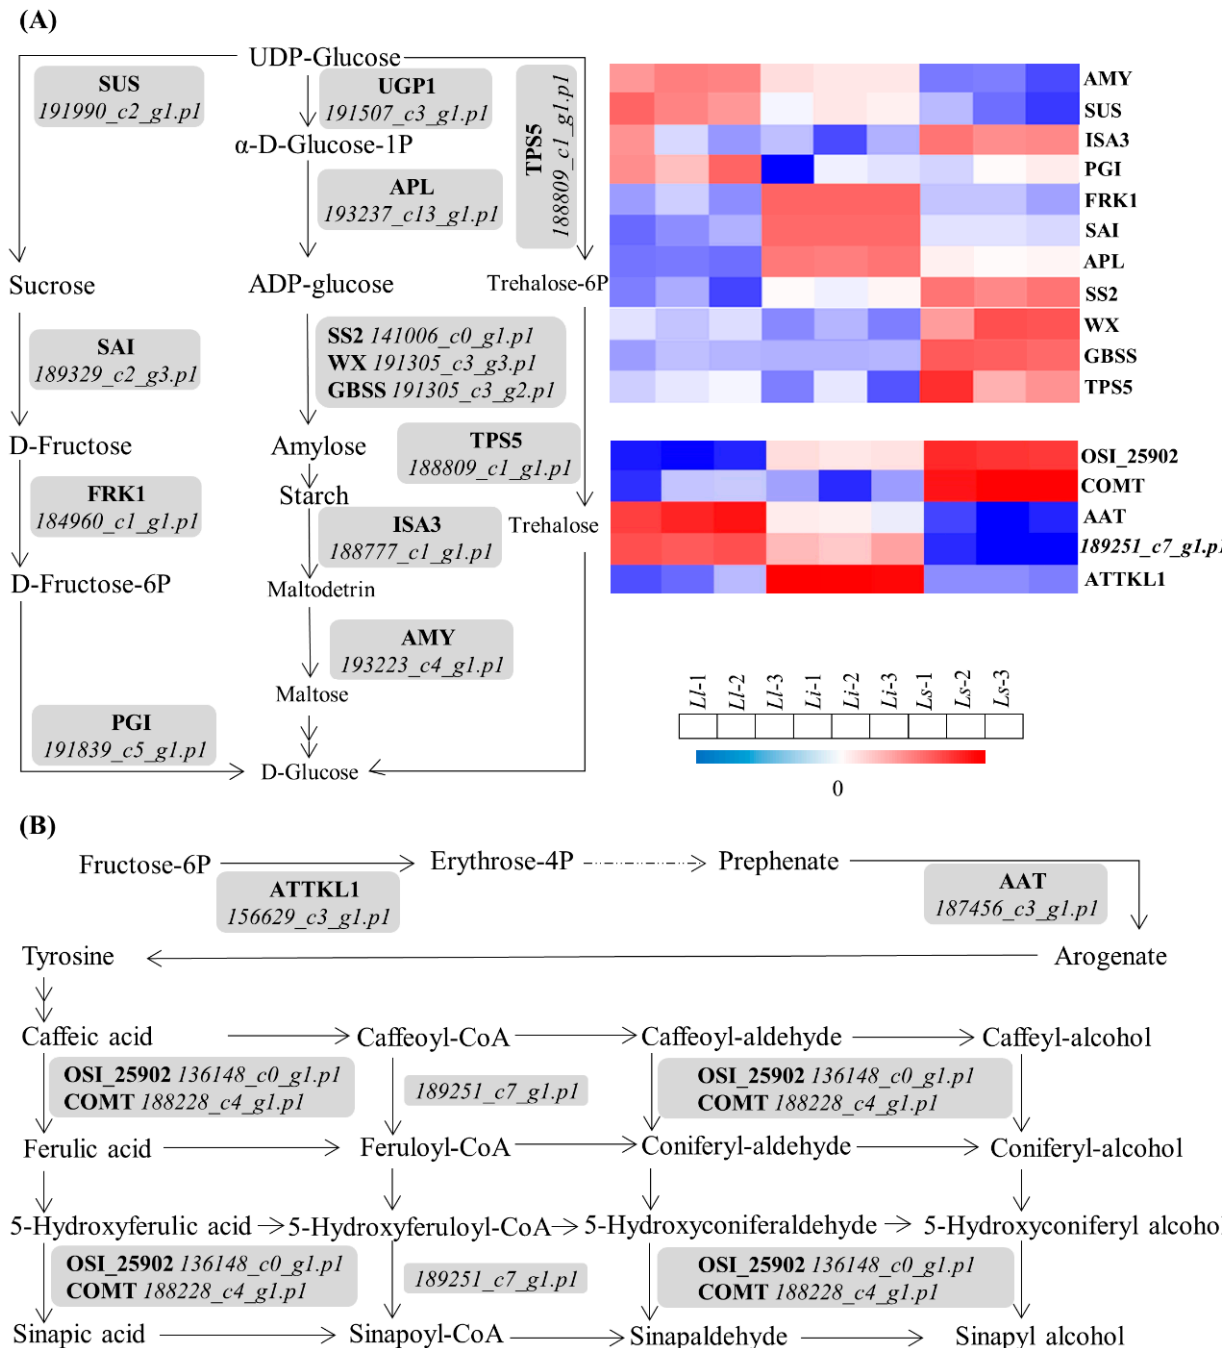 (A)
UDP-Glucose
SUS
191990_c2_g1.p1
UGP1
191507_c3_g1.p1
TPS5
188809_c1_g1.p1
α-D-Glucose-1P
APL
193237_c13_g1.p1
Sucrose
ADP-glucose
Trehalose-6P
SAI
189329_c2_g3.p1
SS2 141006_c0_g1.p1
WX 191305_c3_g3.p1
GBSS 191305_c3_g2.p1
D-Fructose
Amylose
TPS5
188809_c1_g1.p1
Starch
FRK1
184960_c1_g1.p1
ISA3
188777_c1_g1.p1
Trehalose
D-Fructose-6P
Maltodetrin
AMY
193223_c4_g1.p1
Maltose
PGI
191839_c5_g1.p1
D-Glucose
AMY
SUS
ISA3
PGI
FRK1
SAI
APL
SS2
WX
GBSS
TPS5
OSI_25902
COMT
AAT
189251_c7_g1.p1
ATTKL1
Ll-1 Ll-2 Ll-3 Li-1 Li-2 Li-3 Ls-1 Ls-2 Ls-3
0
(B)
Fructose-6P Erythrose-4P Prephenate
ATTKL1
156629_c3_g1.p1
AAT
187456_c3_g1.p1
Tyrosine Arogenate
Caffeic acid Caffeoyl-CoA Caffeoyl-aldehyde Caffeyl-alcohol
OSI_25902 136148_c0_g1.p1
COMT 188228_c4_g1.p1
189251_c7_g1.p1
OSI_25902 136148_c0_g1.p1
COMT 188228_c4_g1.p1
Ferulic acid Feruloyl-CoA Coniferyl-aldehyde Coniferyl-alcohol
5-Hydroxyferulic acid 5-Hydroxyferuloyl-CoA 5-Hydroxyconiferaldehyde 5-Hydroxyconiferyl alcohol
OSI_25902 136148_c0_g1.p1
COMT 188228_c4_g1.p1
189251_c7_g1.p1
OSI_25902 136148_c0_g1.p1
COMT 188228_c4_g1.p1
Sinapic acid Sinapoyl-CoA Sinapaldehyde Sinapyl alcohol